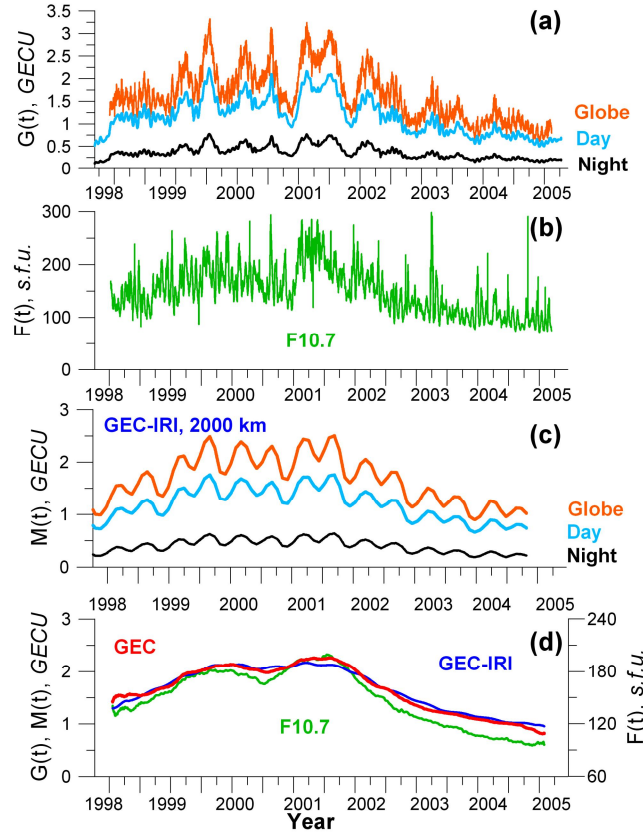 (a)
G(t), GECU
3.5
3
2.5
2
1.5
1
0.5
0
Globe
Day
Night
1998 1999 2000 2001 2002 2003 2004 2005
(b)
F(t), s.f.u.
300
200
100
0
F10.7
1998 1999 2000 2001 2002 2003 2004 2005
(c)
GEC-IRI, 2000 km
M(t), GECU
3
2
1
0
Globe
Day
Night
1998 1999 2000 2001 2002 2003 2004 2005
(d)
G(t), M(t), GECU
3
2
1
0
GEC
GEC-IRI
F10.7
240
180
120
60
F(t), s.f.u.
1998 1999 2000 2001 2002 2003 2004 2005
Year